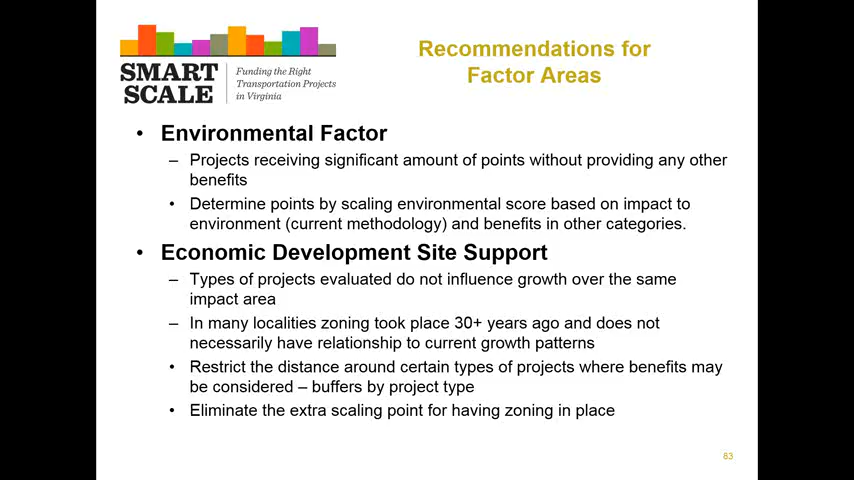 SMART
SCALE
Funding the Right
Transportation Projects
in Virginia
Recommendations for
Factor Areas
• Environmental Factor
– Projects receiving significant amount of points without providing any other
benefits
• Determine points by scaling environmental score based on impact to
environment (current methodology) and benefits in other categories.
• Economic Development Site Support
– Types of projects evaluated do not influence growth over the same
impact area
– In many localities zoning took place 30+ years ago and does not
necessarily have relationship to current growth patterns
• Restrict the distance around certain types of projects where benefits may
be considered – buffers by project type
• Eliminate the extra scaling point for having zoning in place
83